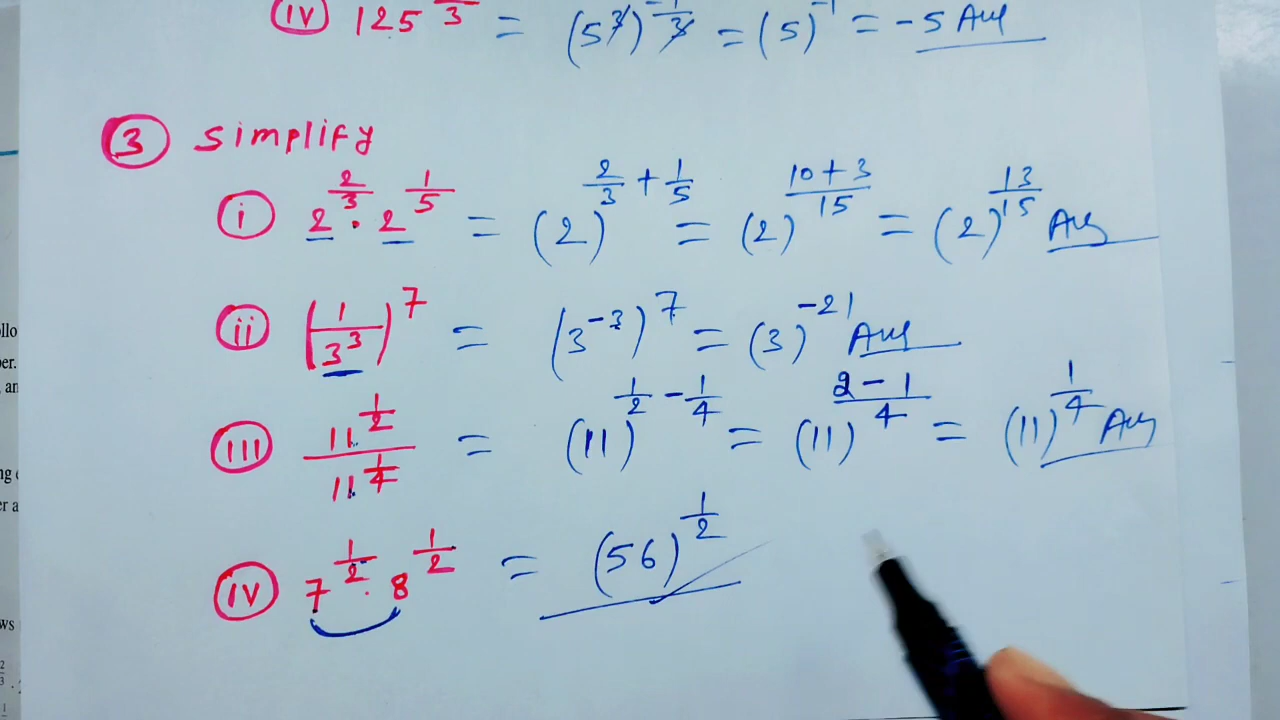 (iv) 125^(-1/3) = (5^3)^(-1/3) = (5)^-1 = -5 Ans
(3) simplify
(i) 2^(2/3) · 2^(1/5) = (2)^(2/3 + 1/5) = (2)^((10+3)/15) = (2)^(13/15) Ans
(ii) (1/3^3)^7 = (3^-3)^7 = (3)^-21 Ans
(iii) 11^(1/2) / 11^(1/4) = (11)^(1/2 - 1/4) = (11)^((2-1)/4) = (11)^(1/4) Ans
(iv) 7^(1/2) · 8^(1/2) = (56)^(1/2)